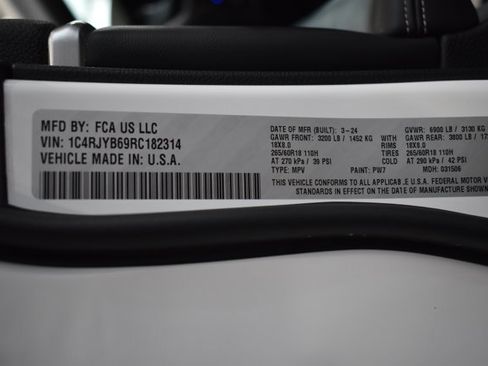 MFD BY: FCA US LLC
VIN: 1C4RJYB69RC182314
VEHICLE MADE IN: U.S.A.
DATE OF MFR (BUILT): 3-24 GVWR: 6900 LB / 3130 KG
GAWR FRONT: 3200 LB / 1452 KG WITH GAWR REAR: 3800 LB / 17
18X8.0 RIMS 18X8.0
265/60R18 110H TIRES 265/60R18 110H
AT 270 kPa / 39 PSI COLD AT 290 kPa / 42 PSI
TYPE: MPV PAINT: PW7 MDH: 031506
THIS VEHICLE CONFORMS TO ALL APPLICABLE U.S.A. FEDERAL MOTOR
STANDARDS IN EFFECT ON THE DATE OF MANUFACTURE SHOWN